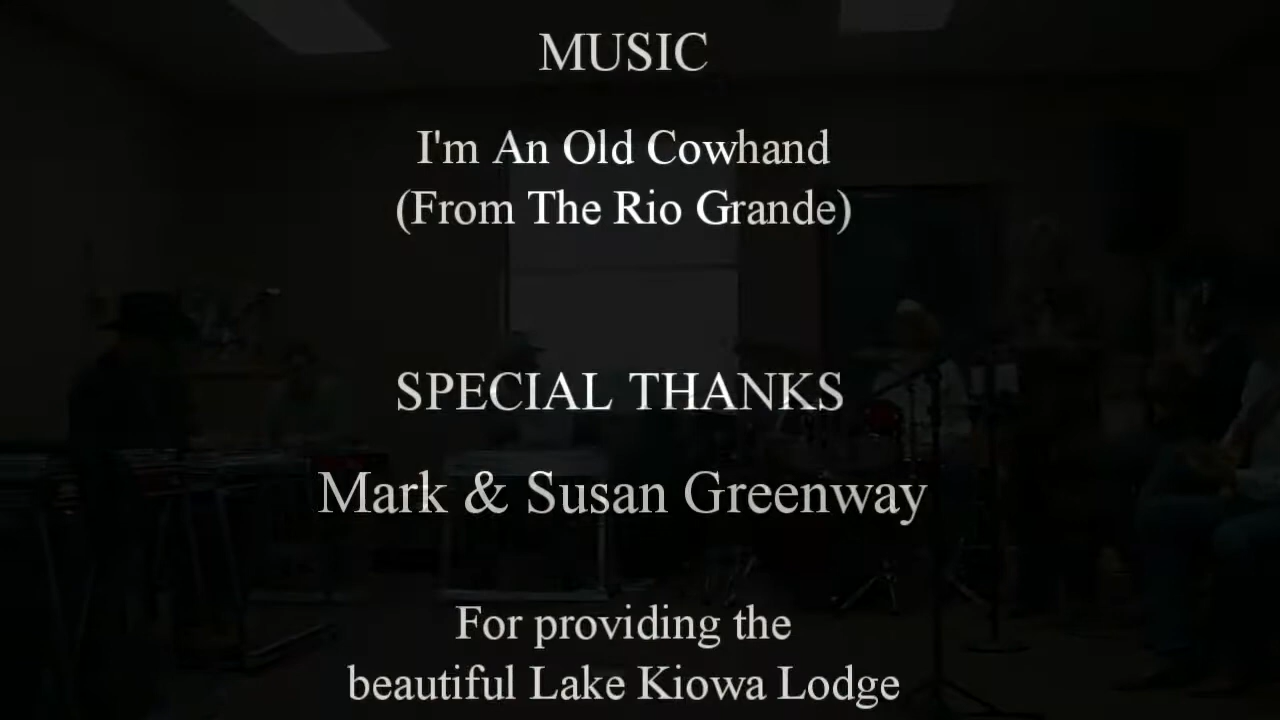 MUSIC
I'm An Old Cowhand
(From The Rio Grande)
SPECIAL THANKS
Mark & Susan Greenway
For providing the
beautiful Lake Kiowa Lodge